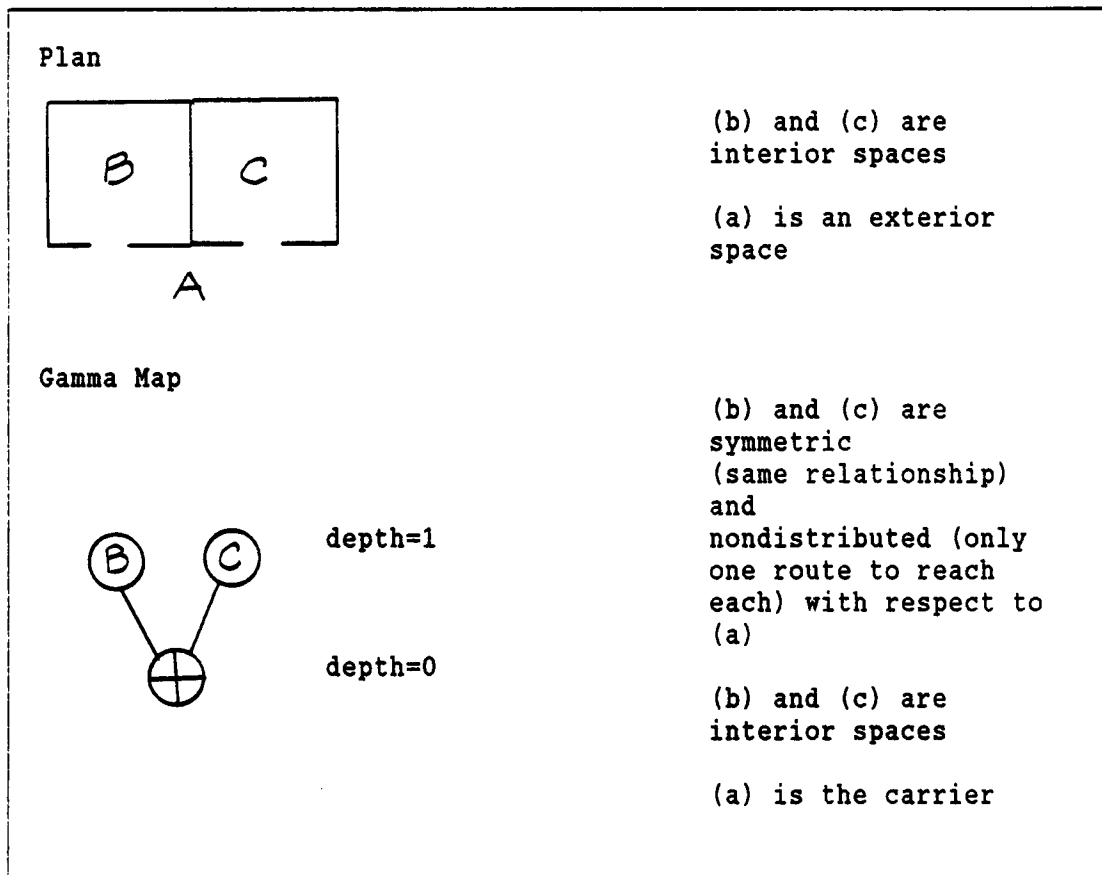 Plan
B
C
A
(b) and (c) are
interior spaces
(a) is an exterior
space
Gamma Map
B
C
depth=1
depth=0
(b) and (c) are
symmetric
(same relationship)
and
nondistributed (only
one route to reach
each) with respect to
(a)
(b) and (c) are
interior spaces
(a) is the carrier